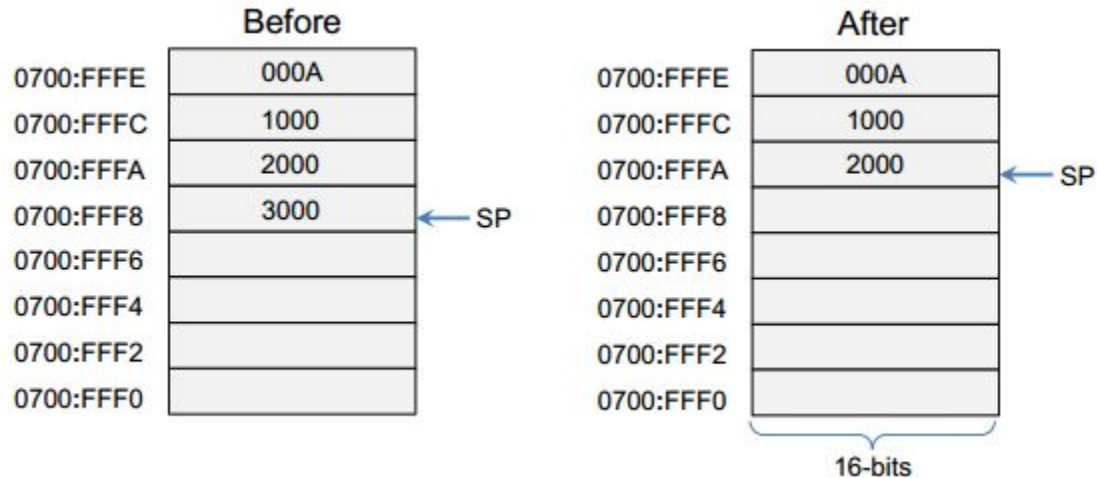 Before
0700:FFFE 000A
0700:FFFC 1000
0700:FFFA 2000
0700:FFF8 3000 SP
0700:FFF6
0700:FFF4
0700:FFF2
0700:FFF0
After
0700:FFFE 000A
0700:FFFC 1000
0700:FFFA 2000 SP
0700:FFF8
0700:FFF6
0700:FFF4
0700:FFF2
0700:FFF0
16-bits